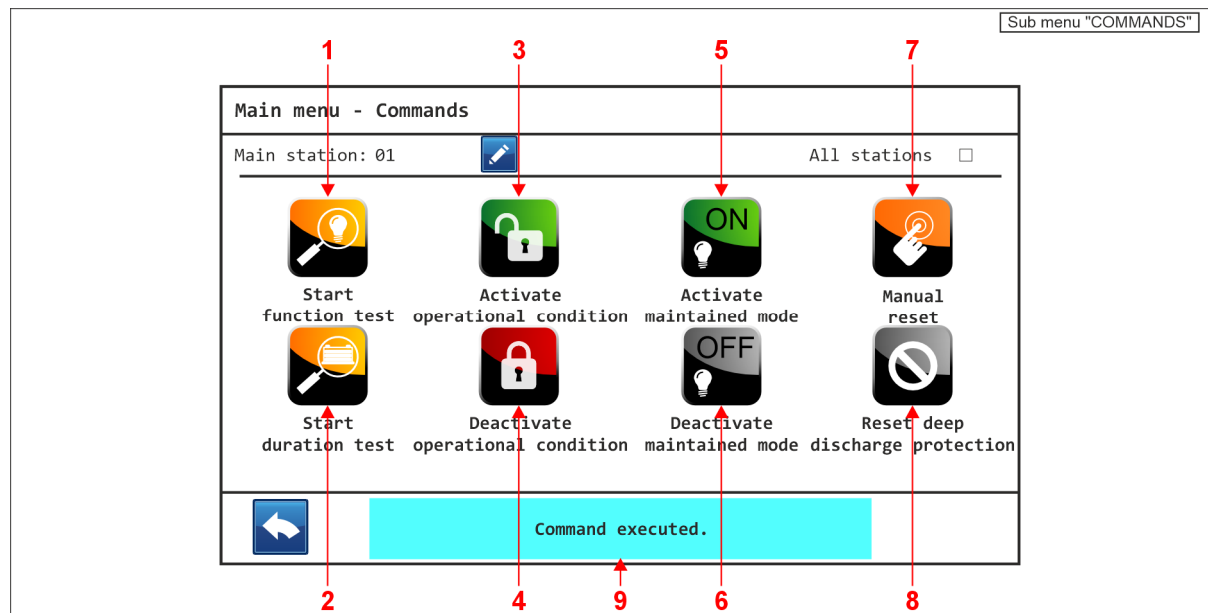 Sub menu "COMMANDS"
1 3 5 7
Main menu - Commands
Main station: 01
All stations
ON
Start
function test
Activate
operational condition
Activate
maintained mode
Manual
reset
OFF
Start
duration test
Deactivate
operational condition
Deactivate
maintained mode
Reset deep
discharge protection
Command executed.
2 4 9 6 8